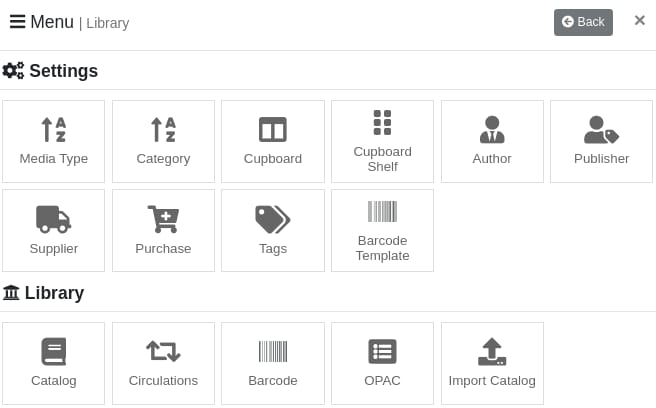 Menu | Library
Back
×
Settings
Media Type
Category
Cupboard
Cupboard
Shelf
Author
Publisher
Supplier
Purchase
Tags
Barcode
Template
Library
Catalog
Circulations
Barcode
OPAC
Import Catalog